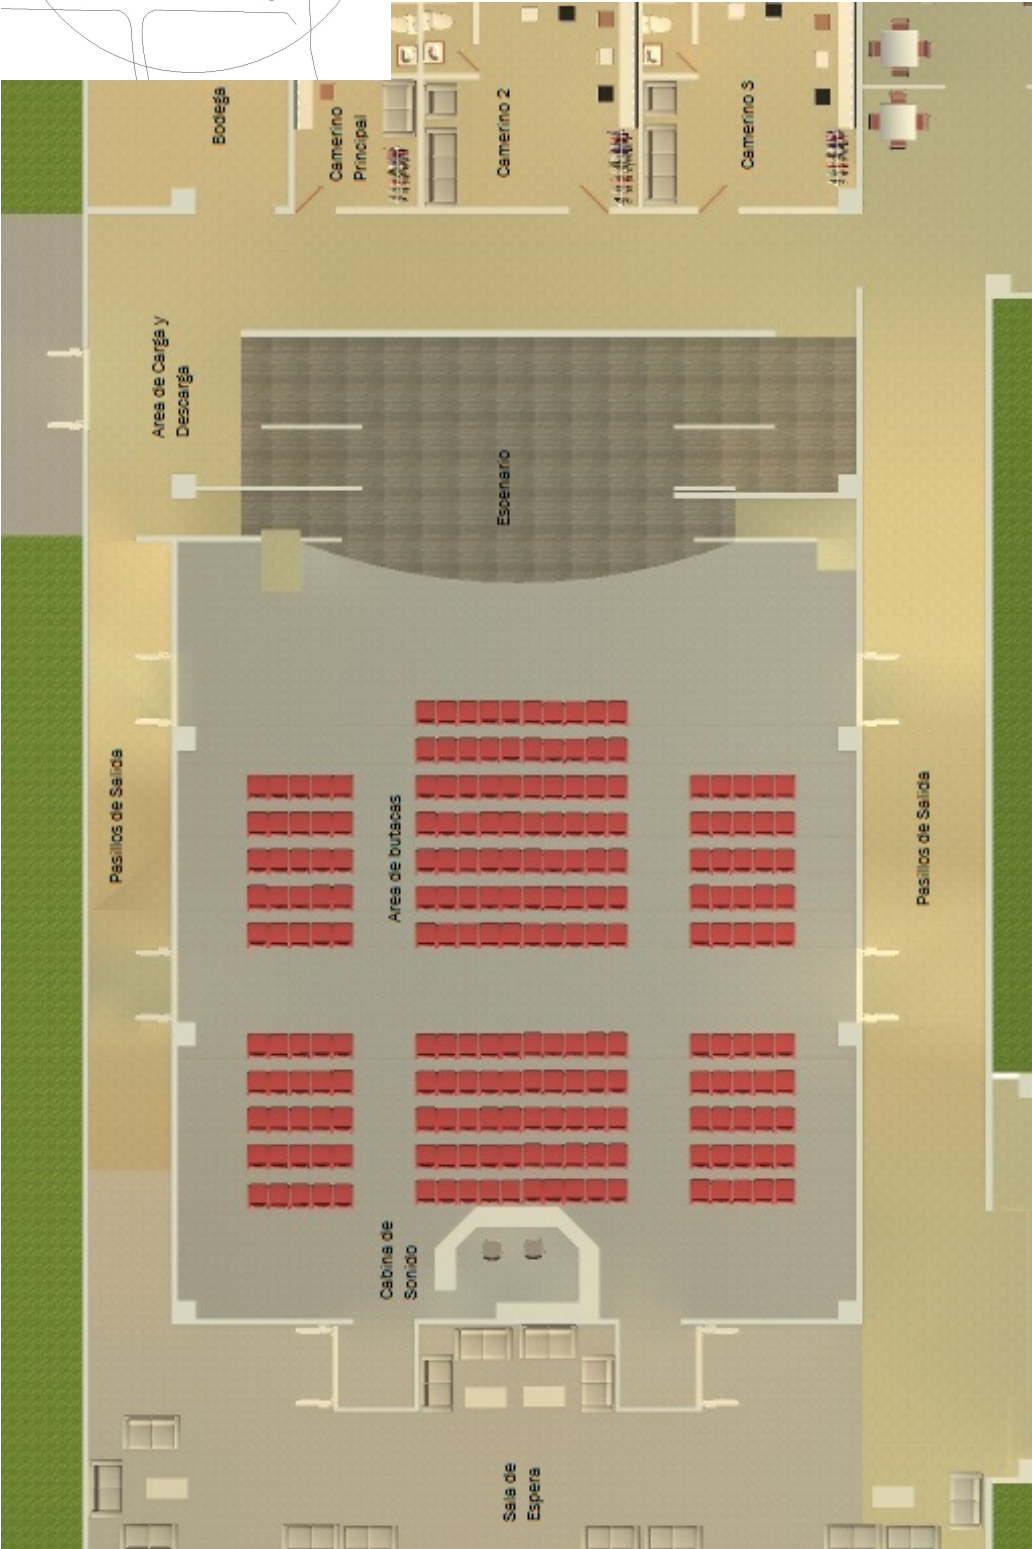 Bodega
Camerino
Principal
Camerino 2
Camerino 3
Area de Carga y
Descarga
Escenario
Pasillos de Salida
Area de butacas
Pasillos de Salida
Cabina de
Sonido
Sala de
Espera